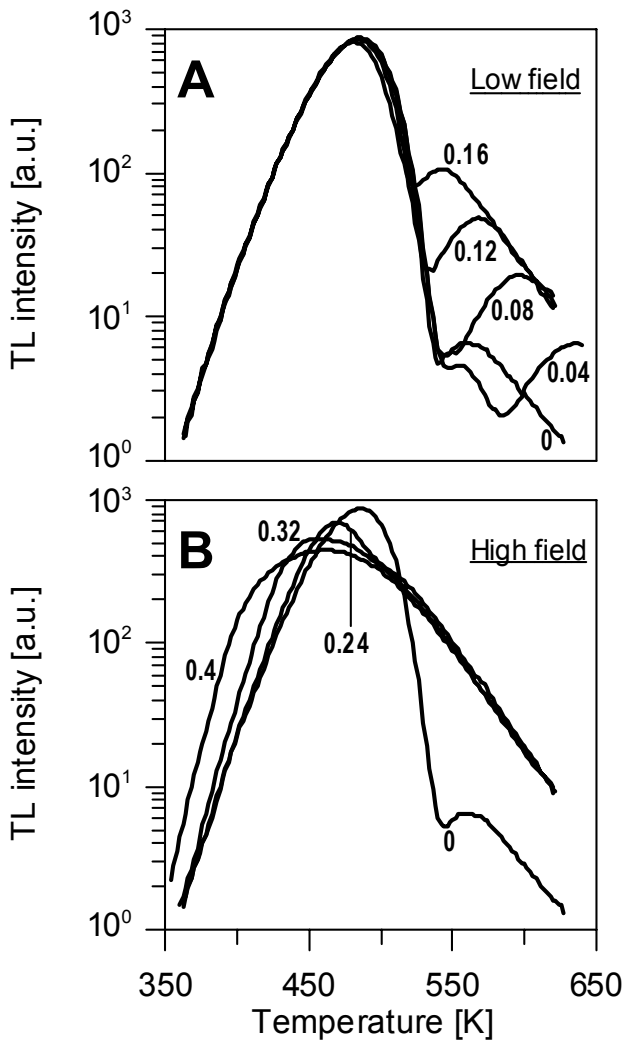 10³
A
Low field
0.16
10²
0.12
TL intensity [a.u.]
10¹
0.08
0.04
0
10⁰
10³
B
0.32
High field
0.24
10²
0.4
TL intensity [a.u.]
10¹
0
10⁰
350 450 550 650
Temperature [K]